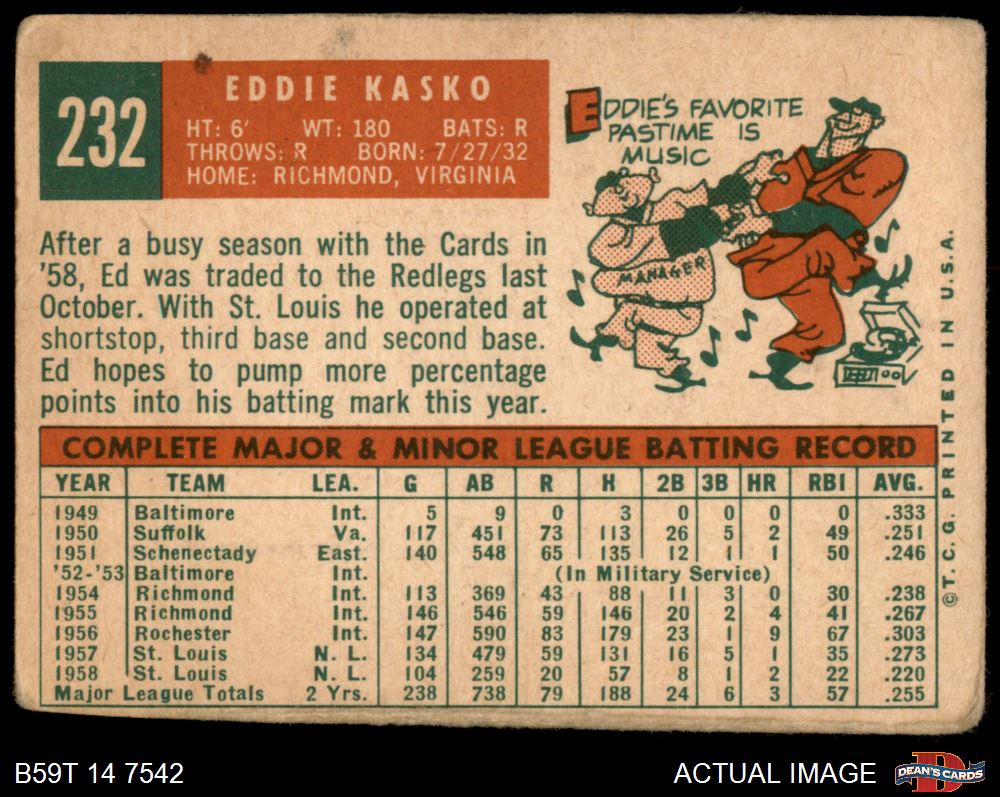 232
EDDIE KASKO
HT: 6' WT: 180 BATS: R
THROWS: R BORN: 7/27/32
HOME: RICHMOND, VIRGINIA
EDDIE'S FAVORITE
PASTIME IS
MUSIC
MANAGER
After a busy season with the Cards in
'58, Ed was traded to the Redlegs last
October. With St. Louis he operated at
shortstop, third base and second base.
Ed hopes to pump more percentage
points into his batting mark this year.
COMPLETE MAJOR & MINOR LEAGUE BATTING RECORD
YEAR TEAM LEA. G AB R H 2B 3B HR RBI AVG.
1949 Baltimore Int. 5 9 0 3 0 0 0 0 .333
1950 Suffolk Va. 117 451 73 113 26 5 2 49 .251
1951 Schenectady East. 140 548 65 135 12 1 1 50 .246
'52-'53 Baltimore Int. (In Military Service)
1954 Richmond Int. 113 369 43 88 11 3 0 30 .238
1955 Richmond Int. 146 546 59 146 20 2 4 41 .267
1956 Rochester Int. 147 590 83 179 23 1 9 67 .303
1957 St. Louis N. L. 134 479 59 131 16 5 1 35 .273
1958 St. Louis N. L. 104 259 20 57 8 1 2 22 .220
Major League Totals 2 Yrs. 238 738 79 188 24 6 3 57 .255
©T.C.G. PRINTED IN U.S.A.
B59T 14 7542
ACTUAL IMAGE
D
DEAN'S CARDS